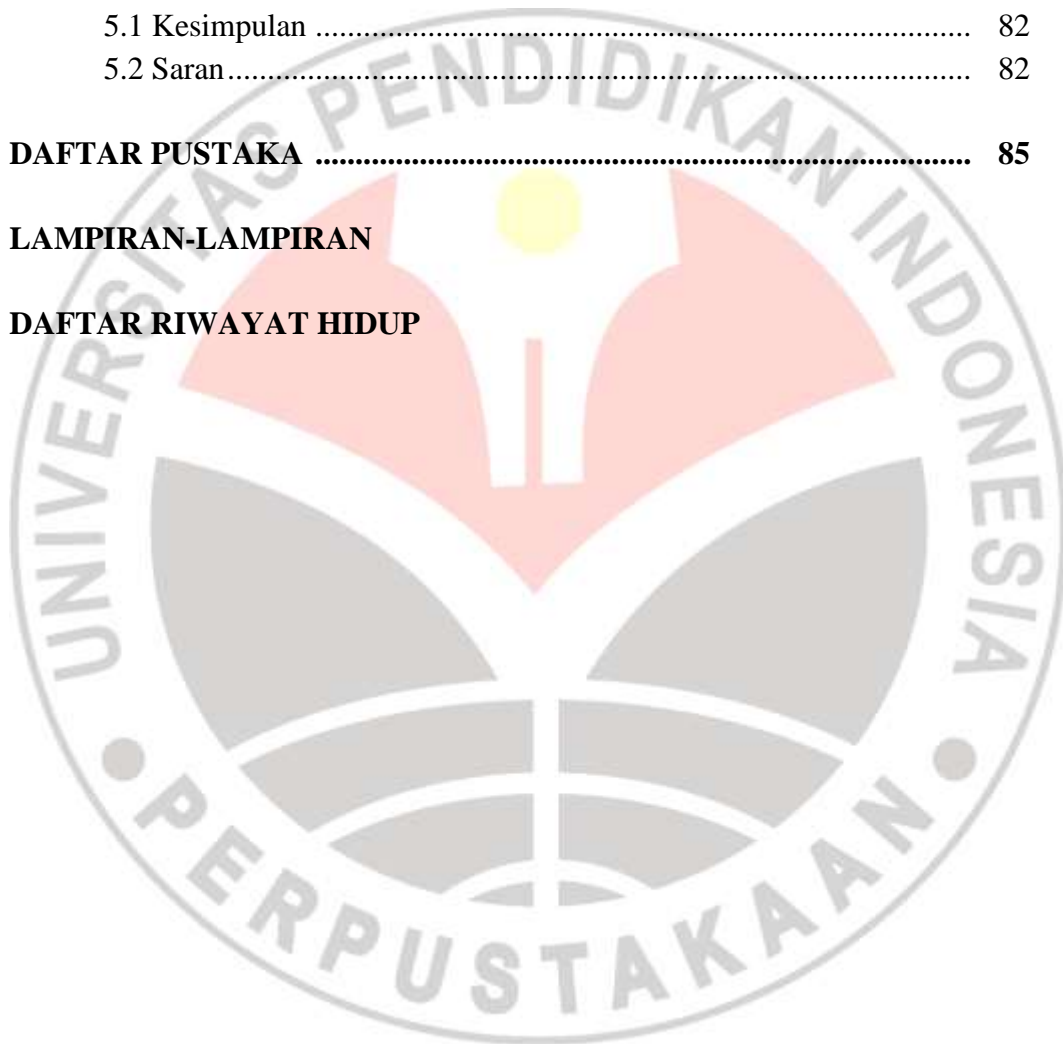 5.1 Kesimpulan .................................................................................. 82
5.2 Saran............................................................................................. 82
DAFTAR PUSTAKA .................................................................................. 85
LAMPIRAN-LAMPIRAN
DAFTAR RIWAYAT HIDUP
UNIVERSITAS PENDIDIKAN INDONESIA
PERPUSTAKAAN